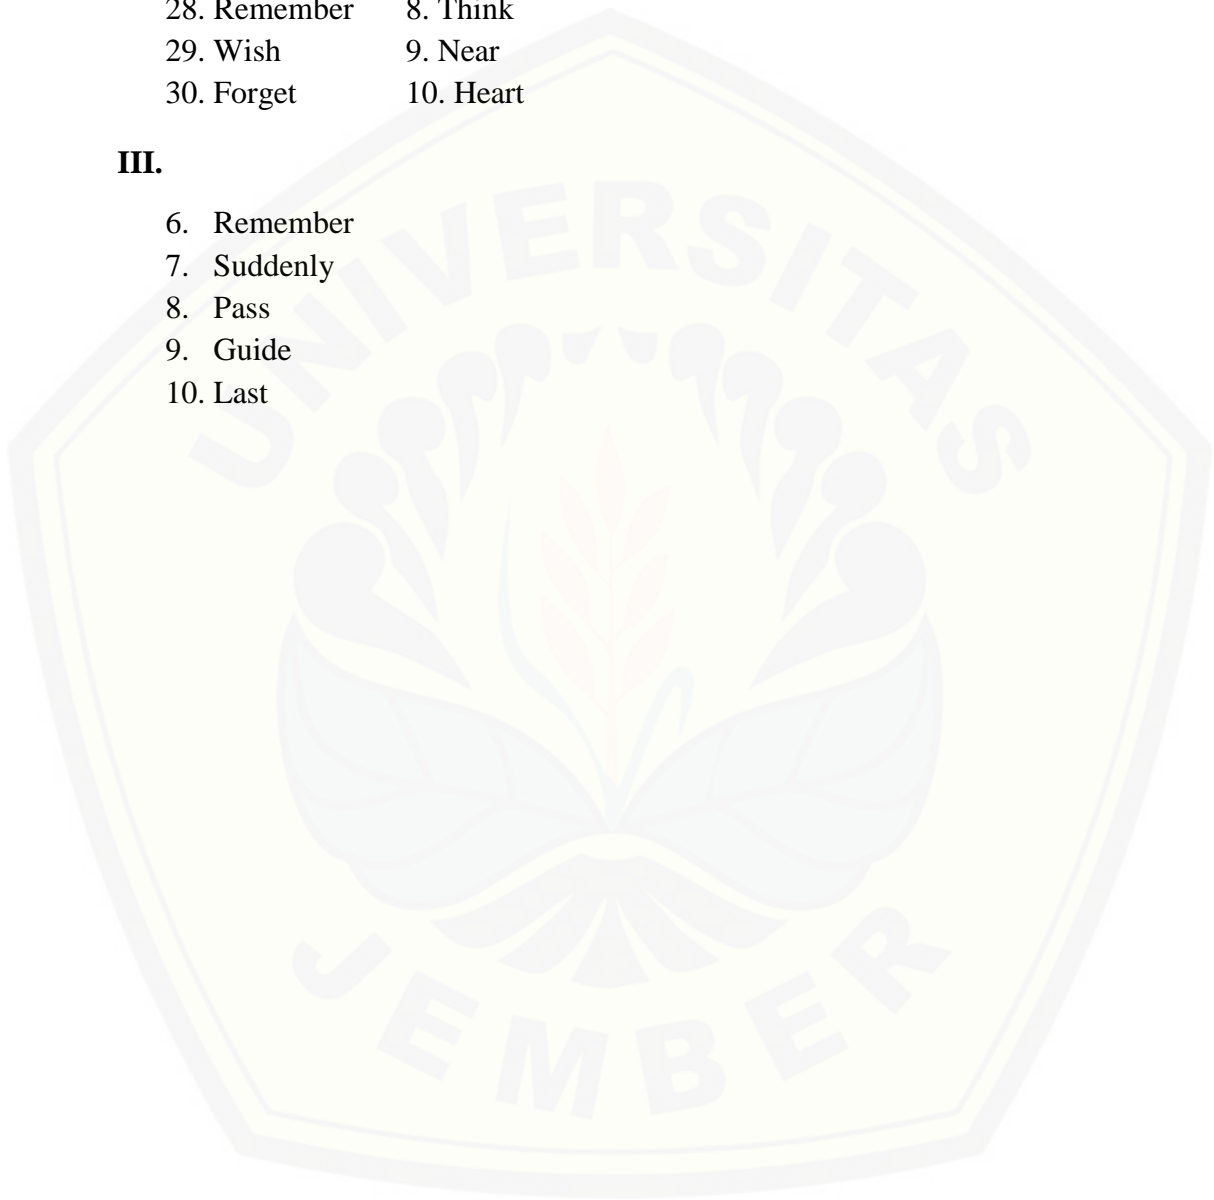 28. Remember 8. Think
29. Wish 9. Near
30. Forget 10. Heart
III.
6. Remember
7. Suddenly
8. Pass
9. Guide
10. Last
UNIVERSITAS
JEMBER